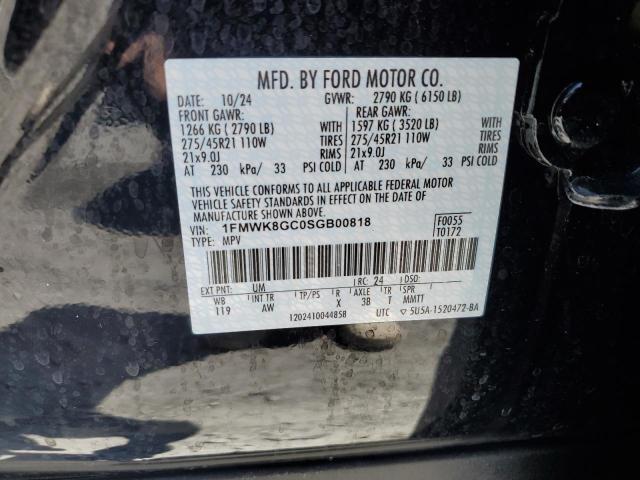 MFD. BY FORD MOTOR CO.
DATE: 10/24 GVWR: 2790 KG ( 6150 LB)
FRONT GAWR: REAR GAWR:
1266 KG ( 2790 LB) WITH 1597 KG ( 3520 LB) WITH
275/45R21 110W TIRES 275/45R21 110W TIRES
21x9.0J RIMS 21x9.0J RIMS
AT 230 kPa/ 33 PSI COLD AT 230 kPa/ 33 PSI COLD
THIS VEHICLE CONFORMS TO ALL APPLICABLE FEDERAL MOTOR
VEHICLE SAFETY STANDARDS IN EFFECT ON THE DATE OF
MANUFACTURE SHOWN ABOVE.
VIN: 1FMWK8GC0SGB00818 F0055
TYPE: MPV T0172
EXT PNT: UM RC: 24
WB INT TR TP/PS R AXLE TR SPR
119 AW X 3B T MMTT
1202410044858 UTC ▽ 5U5A-1520472-BA